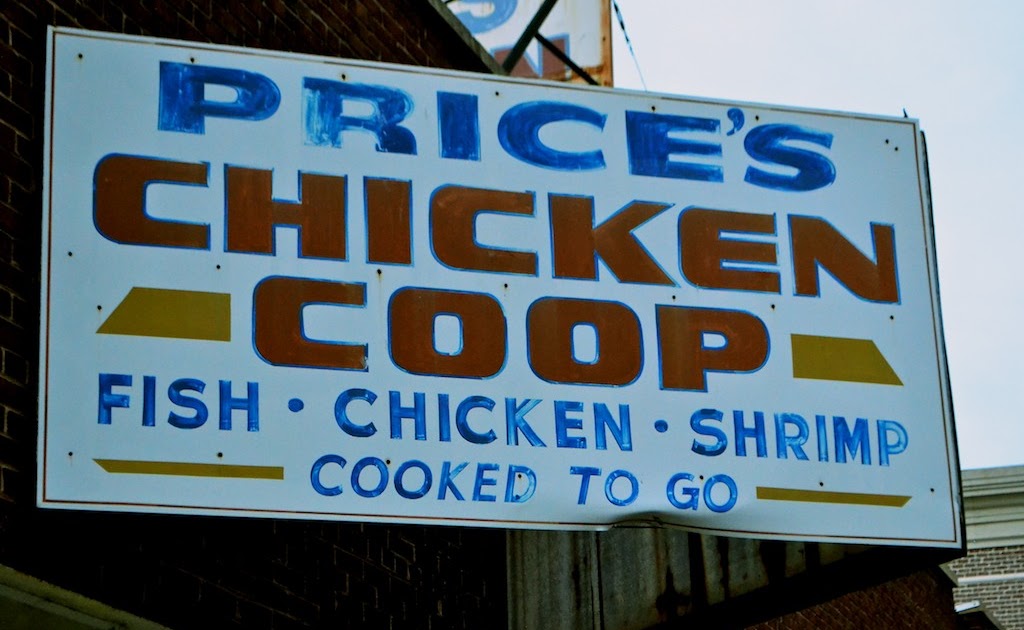 PRICE'S
CHICKEN
COOP
FISH · CHICKEN · SHRIMP
COOKED TO GO